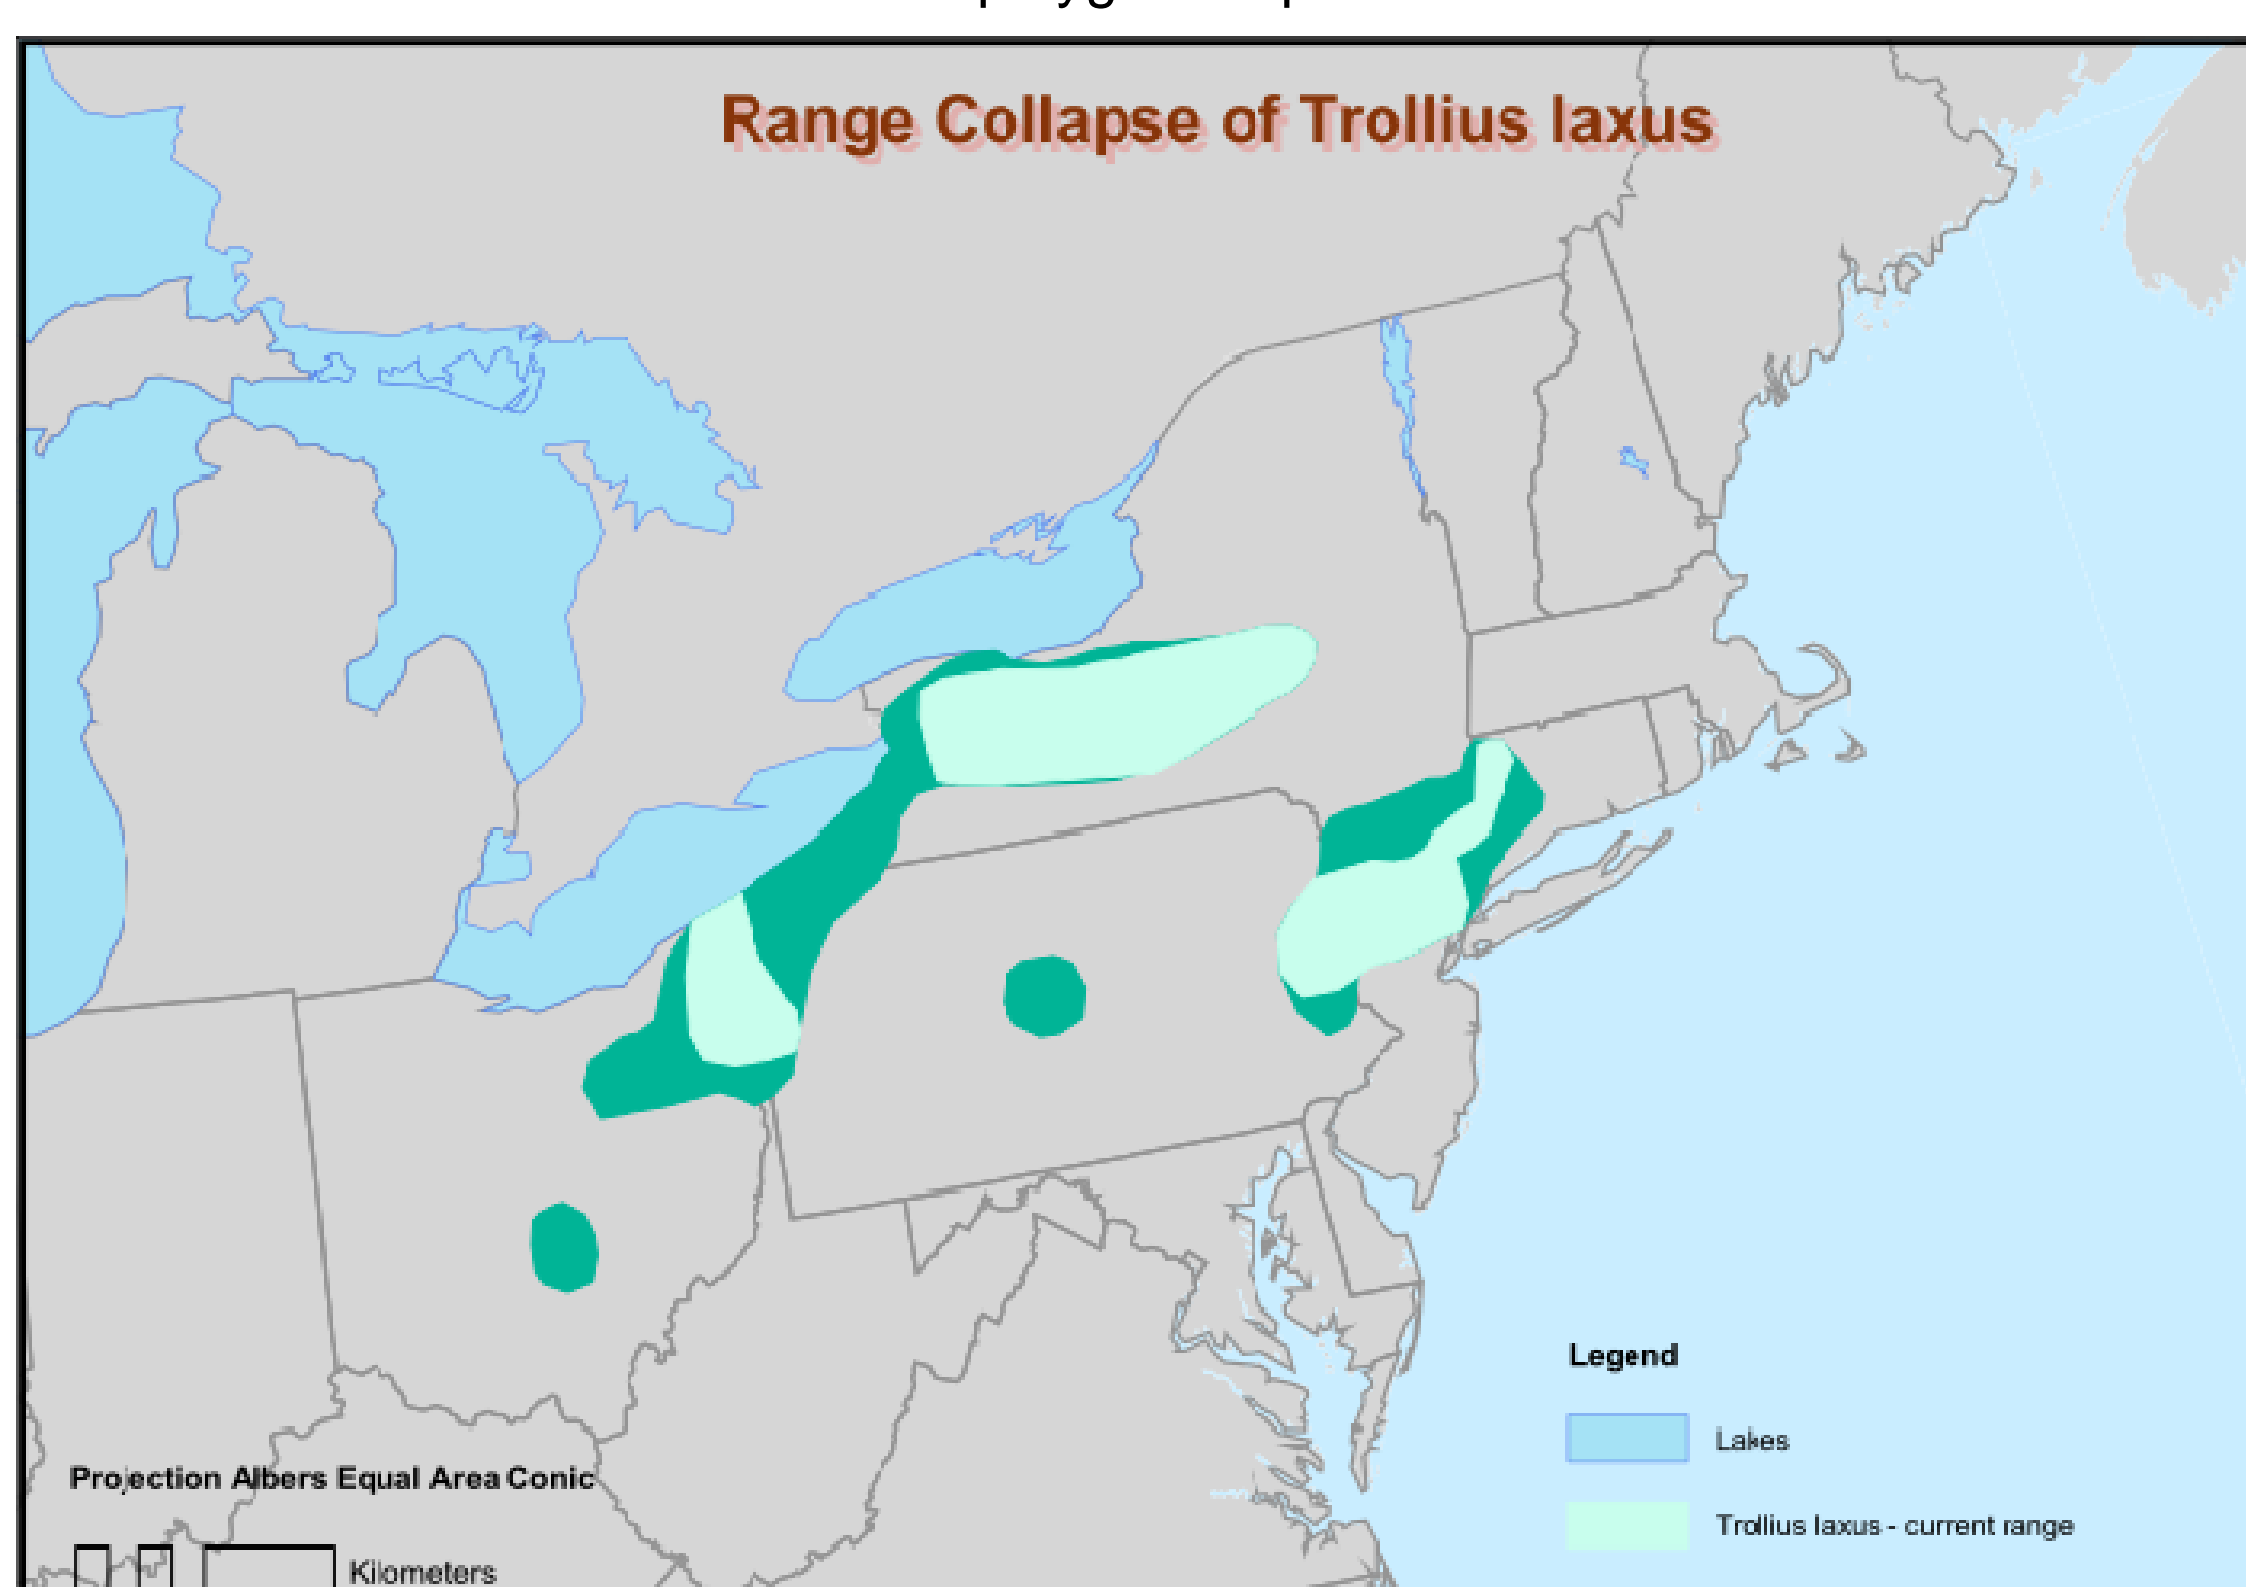 Range Collapse of Trollius laxus
Legend
Lakes
Projection Albers Equal Area Conic
Trollius laxus - current range
Kilometers